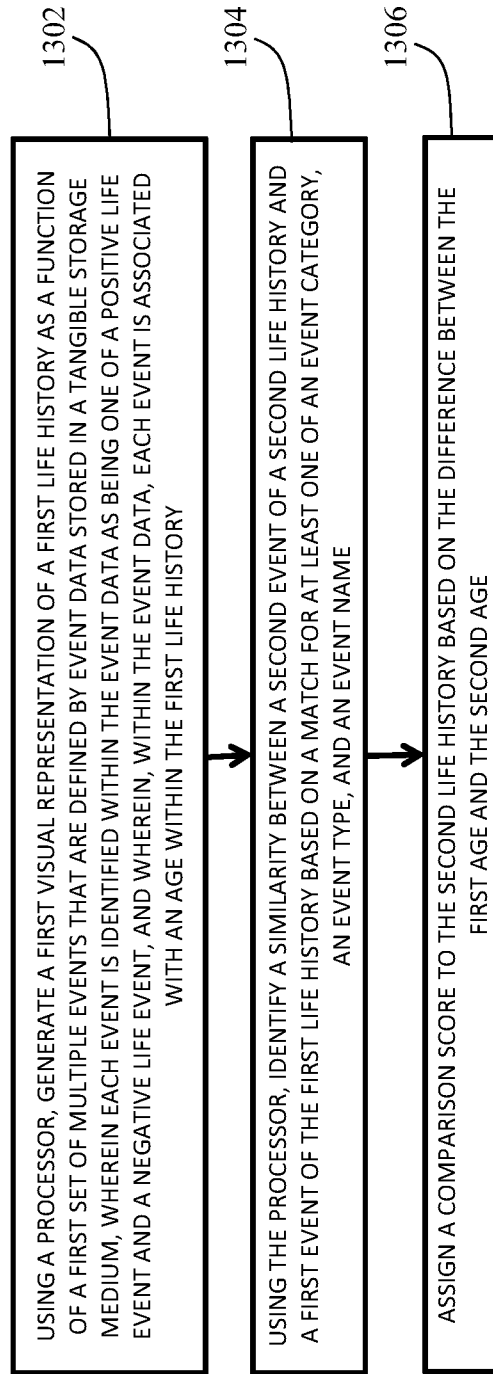 USING A PROCESSOR, GENERATE A FIRST VISUAL REPRESENTATION OF A FIRST LIFE HISTORY AS A FUNCTION
OF A FIRST SET OF MULTIPLE EVENTS THAT ARE DEFINED BY EVENT DATA STORED IN A TANGIBLE STORAGE
MEDIUM, WHEREIN EACH EVENT IS IDENTIFIED WITHIN THE EVENT DATA AS BEING ONE OF A POSITIVE LIFE
EVENT AND A NEGATIVE LIFE EVENT, AND WHEREIN, WITHIN THE EVENT DATA, EACH EVENT IS ASSOCIATED
WITH AN AGE WITHIN THE FIRST LIFE HISTORY
1302
USING THE PROCESSOR, IDENTIFY A SIMILARITY BETWEEN A SECOND EVENT OF A SECOND LIFE HISTORY AND
A FIRST EVENT OF THE FIRST LIFE HISTORY BASED ON A MATCH FOR AT LEAST ONE OF AN EVENT CATEGORY,
AN EVENT TYPE, AND AN EVENT NAME
1304
ASSIGN A COMPARISON SCORE TO THE SECOND LIFE HISTORY BASED ON THE DIFFERENCE BETWEEN THE
FIRST AGE AND THE SECOND AGE
1306